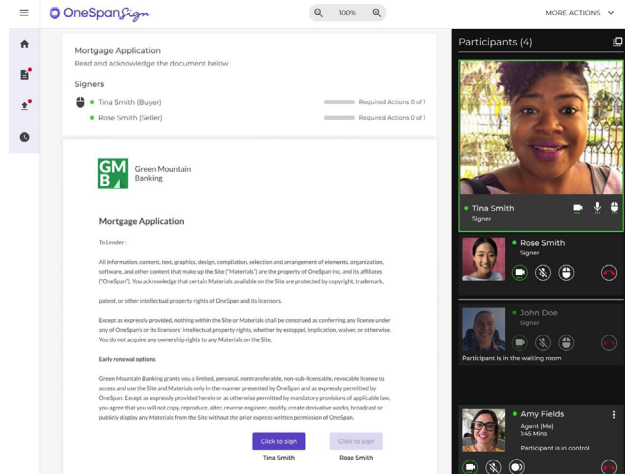 OneSpanSign
100%
MORE ACTIONS
Mortgage Application
Read and acknowledge the document below
Signers
Tina Smith (Buyer) Required Actions 0 of 1
Rose Smith (Seller) Required Actions 0 of 1
GM
B
Green Mountain
Banking
Mortgage Application
To Lender :
All information, content, text, graphics, design, compilation, selection and arrangement of elements, organization,
software, and other content that make up the Site ("Materials") are the property of OneSpan Inc. and its affiliates
("OneSpan"). You acknowledge that certain Materials available on the Site are protected by copyright, trademark,
patent. or other intellectual property rights of OneSpan and its licensors.
Except as expressly provided, nothing within the Site or Materials shall be construed as conferring any license under
any of OneSpan's or its licensors' intellectual property rights, whether by estoppel, implication, waiver, or otherwise.
You do not acquire any ownership rights to any Materials on the Site.
Early renewal options
Green Mountain Banking grants you a limited, personal, nontransferable, non-sub-licensable, revocable license to
access and use the Site and Materials only in the manner presented by OneSpan and as expressly permitted by
OneSpan. Except as expressly provided herein or as otherwise permitted by mandatory provisions of applicable law,
you agree that you will not copy, reproduce, alter, reverse engineer, modify, create derivative works, broadcast or
publicly display any Materials from the Site without the prior express written permission of OneSpan.
Click to sign Click to sign
Tina Smith Rose Smith
Participants (4)
Tina Smith
Signer
Rose Smith
Signer
John Doe
Signer
Participant is in the waiting room
Amy Fields
Agent (Me)
1:45 Mins
Participant is in control